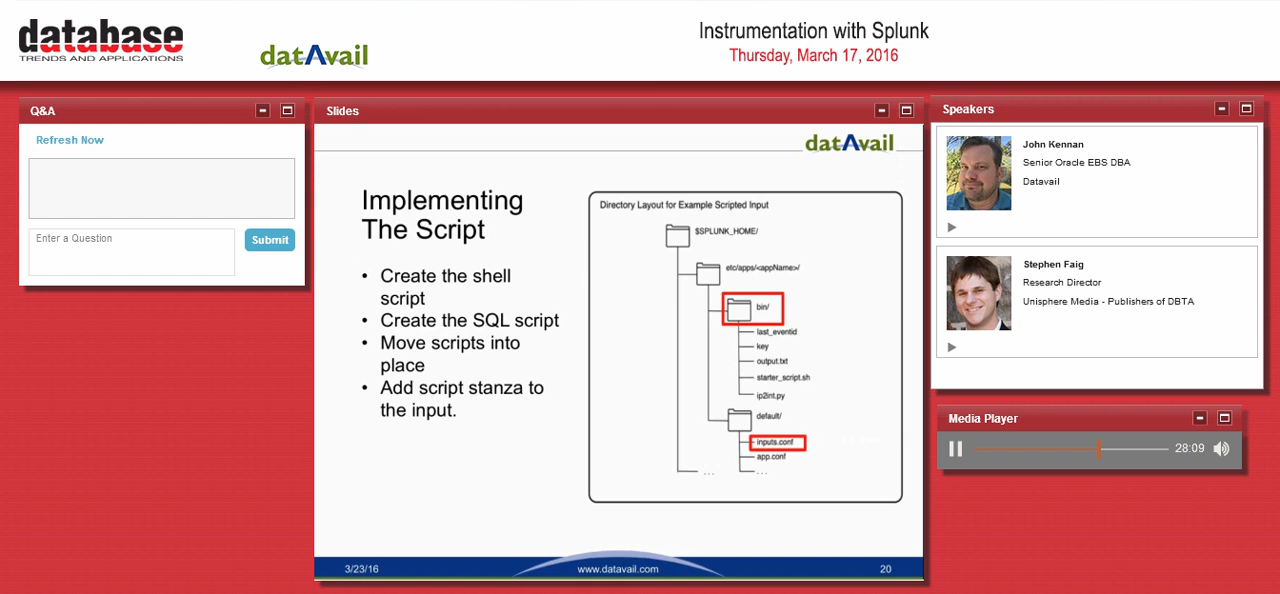 database
TRENDS AND APPLICATIONS
datAvail
Instrumentation with Splunk
Thursday, March 17, 2016
Q&A
Refresh Now
Enter a Question
Submit
Slides
datAvail
Implementing
The Script
• Create the shell
script
• Create the SQL script
• Move scripts into
place
• Add script stanza to
the input.
Directory Layout for Example Scripted Input
$SPLUNK_HOME/
etc/apps/<appName>/
bin/
last_eventid
key
output.txt
starter_script.sh
ip2int.py
default/
inputs.conf
app.conf
... ...
3/23/16
www.datavail.com
20
Speakers
John Kennan
Senior Oracle EBS DBA
Datavail
Stephen Faig
Research Director
Unisphere Media - Publishers of DBTA
Media Player
28:09